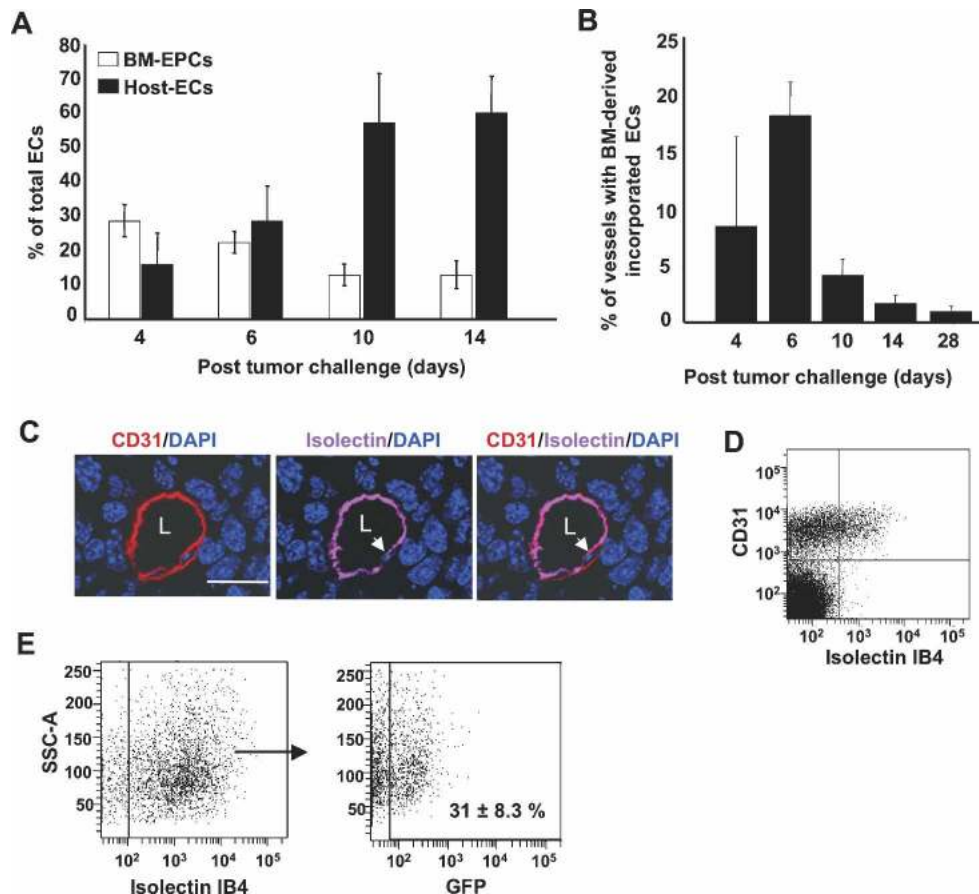 A
80
70
60
50
40
30
20
10
0
% of total ECs
BM-EPCs
Host-ECs
4 6 10 14
Post tumor challenge (days)
B
25
20
15
10
5
0
% of vessels with BM-derived
incorporated ECs
4 6 10 14 28
Post tumor challenge (days)
C
CD31/DAPI
Isolectin/DAPI
CD31/Isolectin/DAPI
L
L
L
D
10⁵
10⁴
10³
10²
CD31
10² 10³ 10⁴ 10⁵
Isolectin IB4
E
250
200
150
100
50
SSC-A
10² 10³ 10⁴ 10⁵
Isolectin IB4
250
200
150
100
50
31 ± 8.3 %
10² 10³ 10⁴ 10⁵
GFP